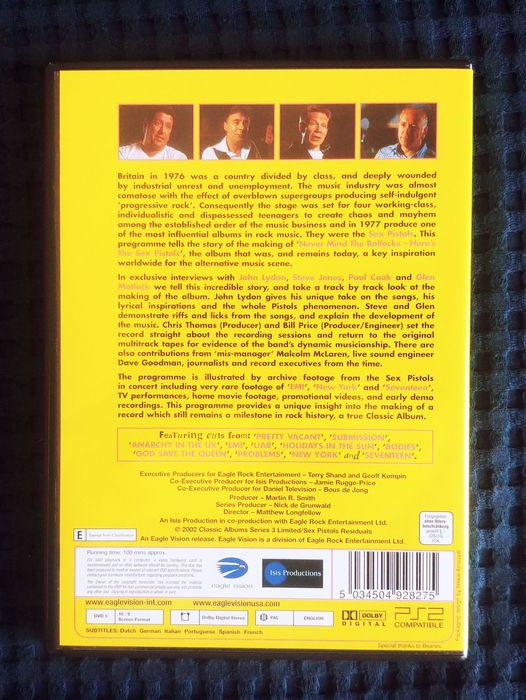 Britain in 1976 was a country divided by class, and deeply wounded
by industrial unrest and unemployment. The music industry was almost
comatose with the effect of overblown supergroups producing self-indulgent
'progressive rock'. Consequently the stage was set for four working-class,
individualistic and dispossessed teenagers to create chaos and mayhem
among the established order of the music business and in 1977 produce one
of the most influential albums in rock music. They were the Sex Pistols. This
programme tells the story of the making of 'Never Mind The Bollocks - Here's
The Sex Pistols', the album that was, and remains today, a key inspiration
worldwide for the alternative music scene.
In exclusive interviews with John Lydon, Steve Jones, Paul Cook and Glen
Matlock we tell this incredible story, and take a track by track look at the
making of the album. John Lydon gives his unique take on the songs, his
lyrical inspirations and the whole Pistols phenomenon. Steve and Glen
demonstrate riffs and licks from the songs, and explain the development of
the music. Chris Thomas (Producer) and Bill Price (Producer/Engineer) set the
record straight about the recording sessions and return to the original
multitrack tapes for evidence of the band's dynamic musicianship. There are
also contributions from 'mis-manager' Malcolm McLaren, live sound engineer
Dave Goodman, journalists and record executives from the time.
The programme is illustrated by archive footage from the Sex Pistols
in concert including very rare footage of 'EMI', 'New York' and 'Seventeen',
TV performances, home movie footage, promotional videos, and early demo
recordings. This programme provides a unique insight into the making of a
record which still remains a milestone in rock history, a true Classic Album.
Featuring cuts from: 'PRETTY VACANT', 'SUBMISSION',
'ANARCHY IN THE UK', 'EMI', 'LIAR', 'HOLIDAYS IN THE SUN', 'BODIES',
'GOD SAVE THE QUEEN', 'PROBLEMS', 'NEW YORK' and 'SEVENTEEN'.
Executive Producers for Eagle Rock Entertainment – Terry Shand and Geoff Kempin
Co-Executive Producer for Isis Productions – Jamie Rugge-Price
Co-Executive Producer for Daniel Television – Bous de Jong
Producer – Martin R. Smith
Series Producer – Nick de Grunwald
Director – Matthew Longfellow
An Isis Production in co-production with Eagle Rock Entertainment Ltd.
© 2002 Classic Albums Series 3 Limited/Sex Pistols Residuals
An Eagle Vision release. Eagle Vision is a division of Eagle Rock Entertainment Ltd.
E Exempt from Classification
Freigegeben
ohne Alters-
beschränkung
gemäß §
FSK
Running time: 100 mins approx.
eagle vision
Isis Productions
5 034504 928275
www.eaglevision-int.com www.eaglevisionusa.com
DVD 5
16 : 9
Screen Format
Dolby Digital Stereo
PAL
ENGLISH
DOLBY
DIGITAL
PS2
COMPATIBLE
SUBTITLES: Dutch German Italian Portuguese Spanish French
Special thanks to Beanos